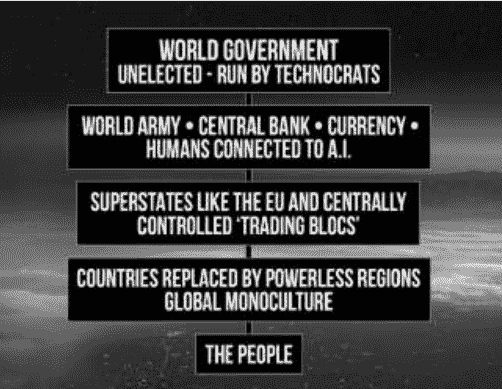 WORLD GOVERNMENT
UNELECTED - RUN BY TECHNOCRATS
WORLD ARMY • CENTRAL BANK • CURRENCY •
HUMANS CONNECTED TO A.I.
SUPERSTATES LIKE THE EU AND CENTRALLY
CONTROLLED 'TRADING BLOCS'
COUNTRIES REPLACED BY POWERLESS REGIONS
GLOBAL MONOCULTURE
THE PEOPLE